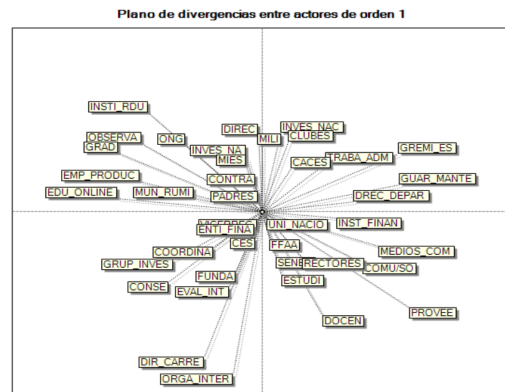 Plano de divergencias entre actores de orden 1
INSTI_RDU
DIREC
INVES_NAC
OBSERVA
ONG
MILI
CLUBES
GRAD
INVES_NA
GREMI_ES
MIES
CACES
TRABA_ADM
EMP_PRODUC
CONTRA
GUAR_MANTE
EDU_ONLINE
MUN_RUMI
PADRES
DREC_DEPAR
ENTI_FINA
UNI_NACIO
INST_FINAN
CES
FFAA
COORDINA
MEDIOS_COM
GRUP_INVES
RECTORES
COMU/SO
FUNDA
ESTUDI
CONSE
EVAL_INT
PROVEE
DOCEN
DIR_CARRE
ORGA_INTER